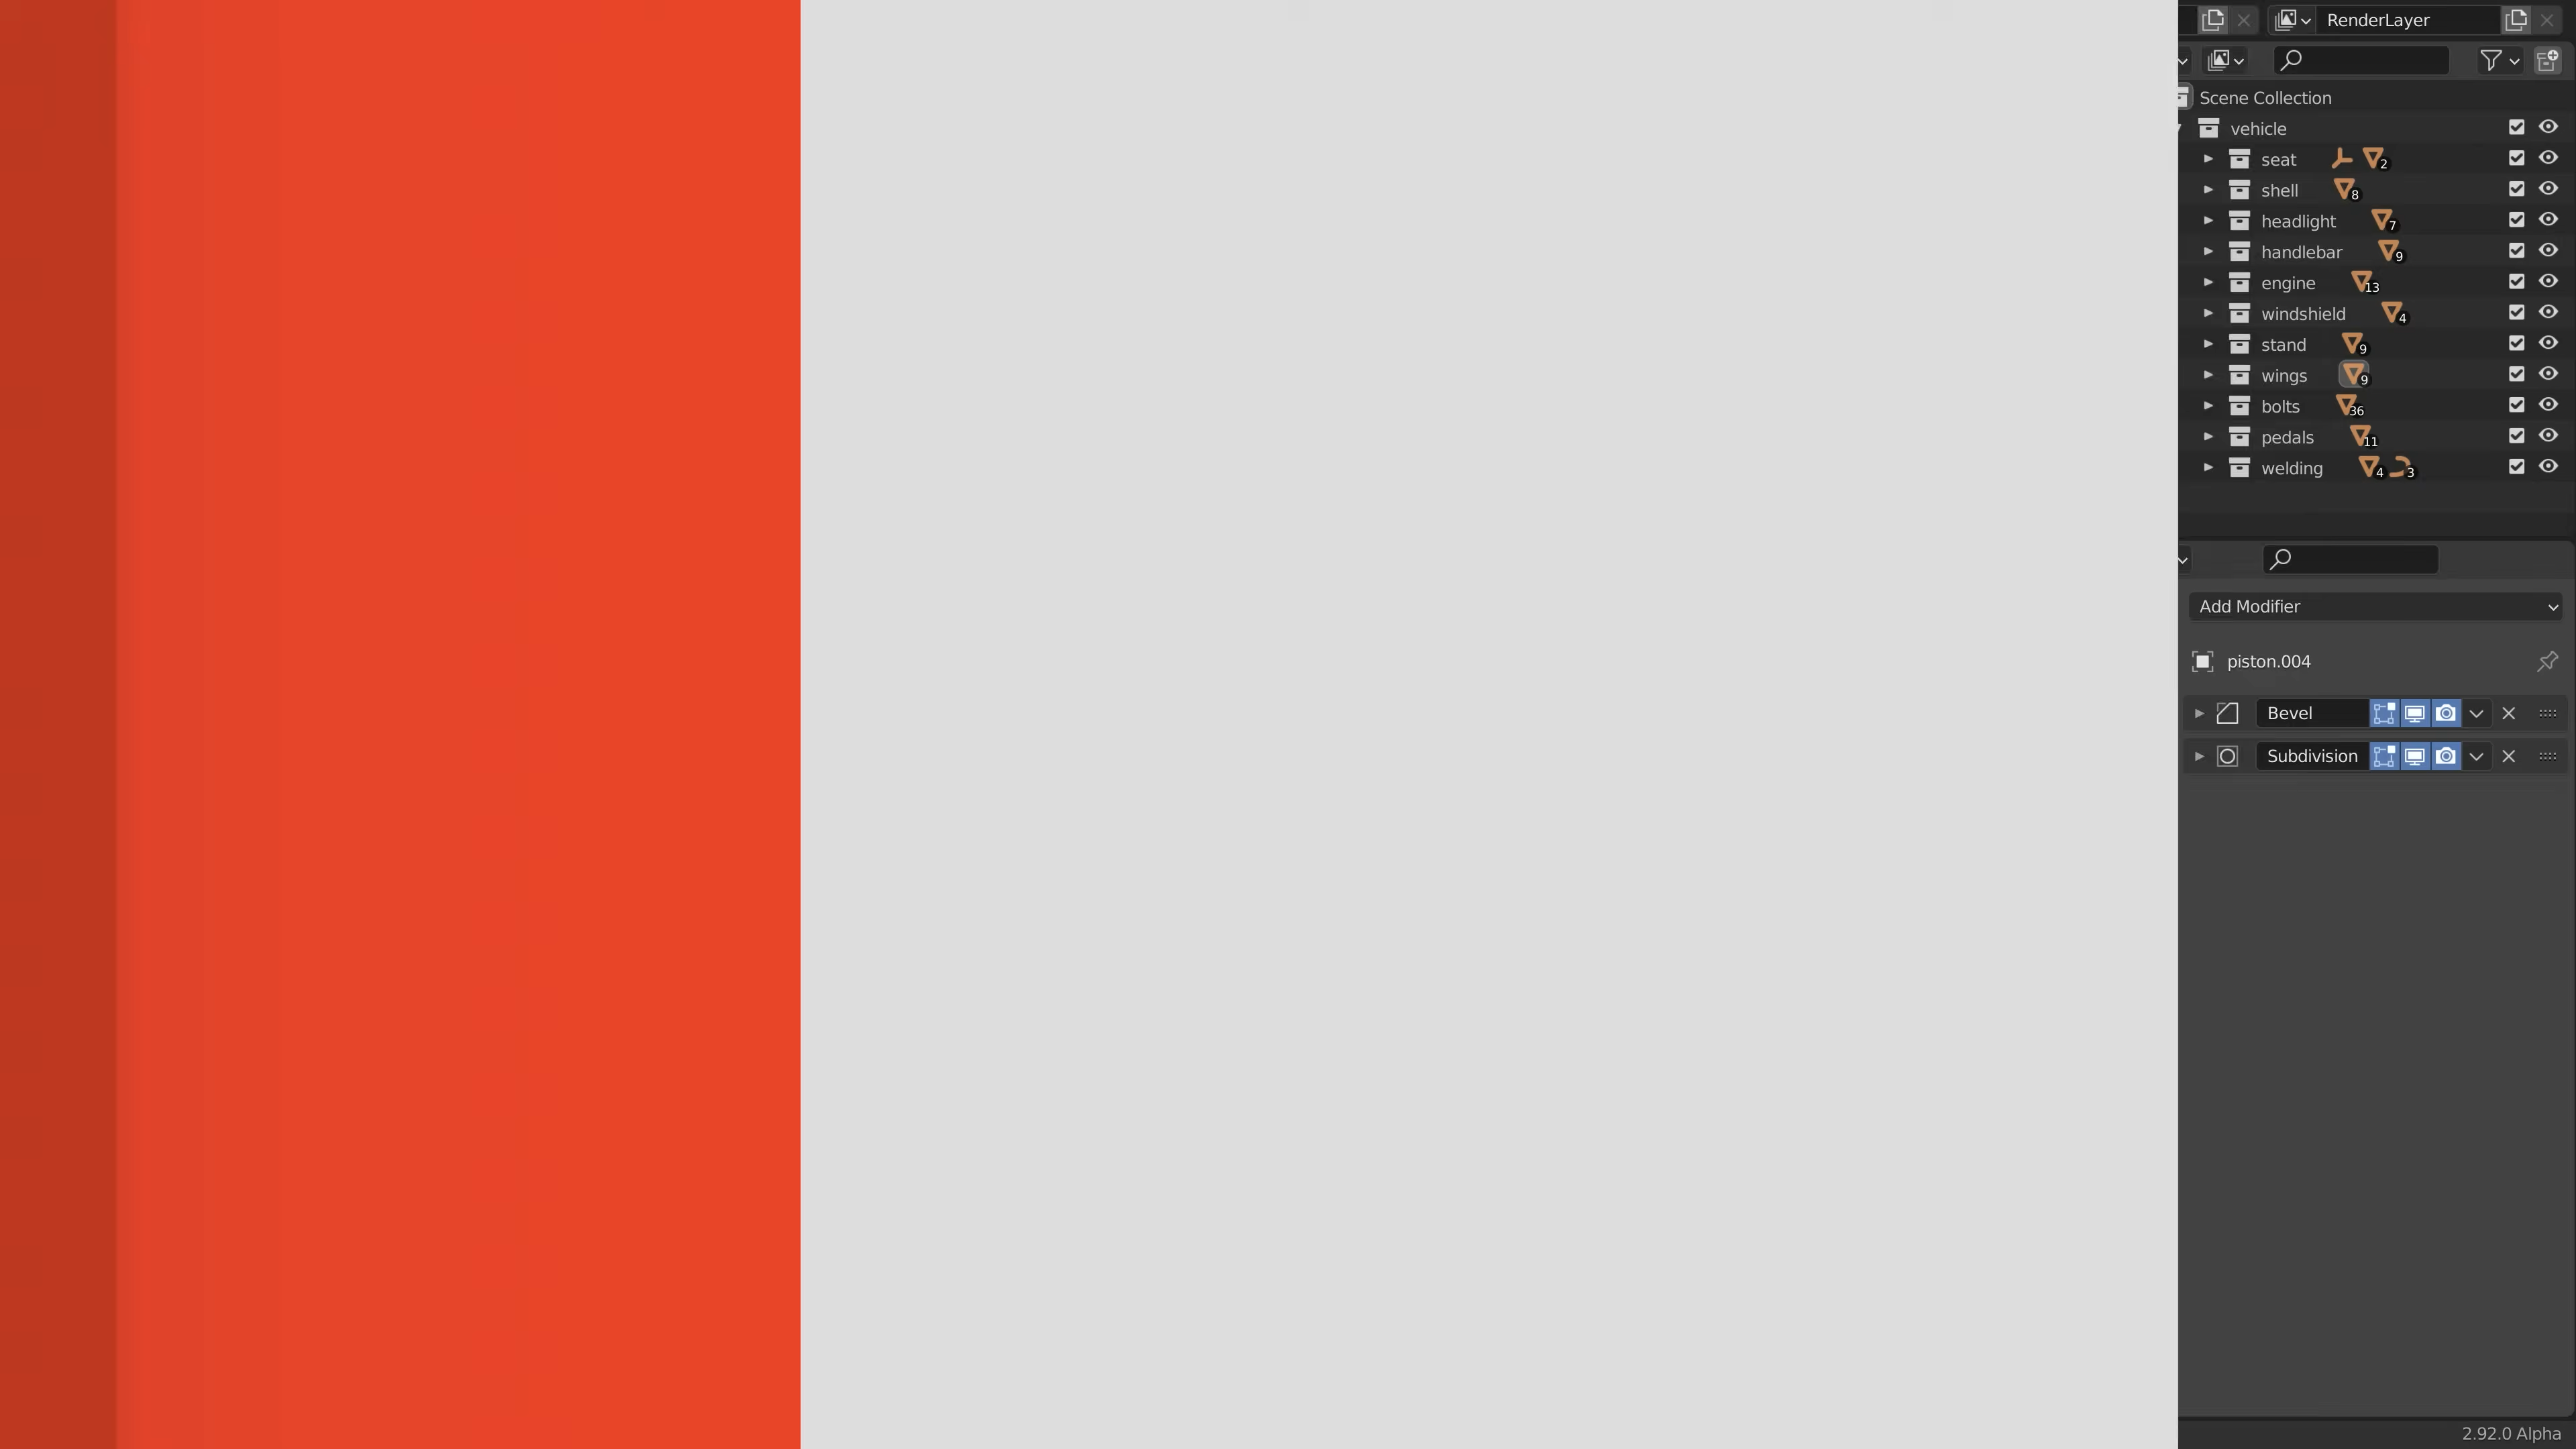 RenderLayer
Scene Collection
vehicle
seat 2
shell 8
headlight 7
handlebar 9
engine 13
windshield 4
stand 9
wings 9
bolts 36
pedals 11
welding 4 3
Add Modifier
piston.004
Bevel
Subdivision
2.92.0 Alpha